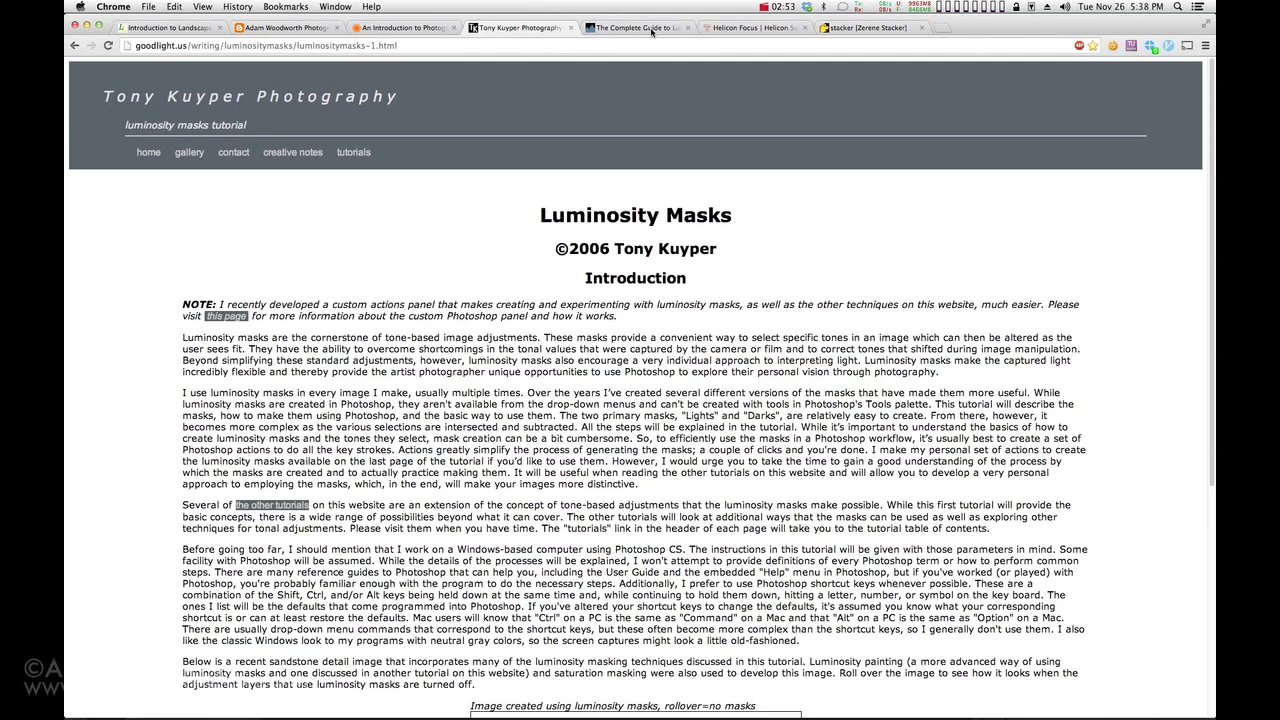 Chrome File Edit View History Bookmarks Window Help 02:53 Tue Nov 26 5:38 PM
Introduction to Landscape Adam Woodworth Photog An Introduction to Photog Tony Kuyper Photography The Complete Guide to Lu Helicon Focus | Helicon S stacker [Zerene Stacker]
goodlight.us/writing/luminositymasks/luminositymasks-1.html
Tony Kuyper Photography
luminosity masks tutorial
home gallery contact creative notes tutorials
Luminosity Masks
©2006 Tony Kuyper
Introduction
NOTE: I recently developed a custom actions panel that makes creating and experimenting with luminosity masks, as well as the other techniques on this website, much easier. Please
visit this page for more information about the custom Photoshop panel and how it works.
Luminosity masks are the cornerstone of tone-based image adjustments. These masks provide a convenient way to select specific tones in an image which can then be altered as the
user sees fit. They have the ability to overcome shortcomings in the tonal values that were captured by the camera or film and to correct tones that shifted during image manipulation.
Beyond simplifying these standard adjustments, however, luminosity masks also encourage a very individual approach to interpreting light. Luminosity masks make the captured light
incredibly flexible and thereby provide the artist photographer unique opportunities to use Photoshop to explore their personal vision through photography.
I use luminosity masks in every image I make, usually multiple times. Over the years I've created several different versions of the masks that have made them more useful. While
luminosity masks are created in Photoshop, they aren't available from the drop-down menus and can't be created with tools in Photoshop's Tools palette. This tutorial will describe the
masks, how to make them using Photoshop, and the basic way to use them. The two primary masks, "Lights" and "Darks", are relatively easy to create. From there, however, it
becomes more complex as the various selections are intersected and subtracted. All the steps will be explained in the tutorial. While it's important to understand the basics of how to
create luminosity masks and the tones they select, mask creation can be a bit cumbersome. So, to efficiently use the masks in a Photoshop workflow, it's usually best to create a set of
Photoshop actions to do all the key strokes. Actions greatly simplify the process of generating the masks; a couple of clicks and you're done. I make my personal set of actions to create
the luminosity masks available on the last page of the tutorial if you'd like to use them. However, I would urge you to take the time to gain a good understanding of the process by
which the masks are created and to actually practice making them. It will be useful when reading the other tutorials on this website and will allow you to develop a very personal
approach to employing the masks, which, in the end, will make your images more distinctive.
Several of the other tutorials on this website are an extension of the concept of tone-based adjustments that the luminosity masks make possible. While this first tutorial will provide the
basic concepts, there is a wide range of possibilities beyond what it can cover. The other tutorials will look at additional ways that the masks can be used as well as exploring other
techniques for tonal adjustments. Please visit them when you have time. The "tutorials" link in the header of each page will take you to the tutorial table of contents.
Before going too far, I should mention that I work on a Windows-based computer using Photoshop CS. The instructions in this tutorial will be given with those parameters in mind. Some
facility with Photoshop will be assumed. While the details of the processes will be explained, I won't attempt to provide definitions of every Photoshop term or how to perform common
steps. There are many reference guides to Photoshop that can help you, including the User Guide and the embedded "Help" menu in Photoshop, but if you've worked (or played) with
Photoshop, you're probably familiar enough with the program to do the necessary steps. Additionally, I prefer to use Photoshop shortcut keys whenever possible. These are a
combination of the Shift, Ctrl, and/or Alt keys being held down at the same time and, while continuing to hold them down, hitting a letter, number, or symbol on the key board. The
ones I list will be the defaults that come programmed into Photoshop. If you've altered your shortcut keys to change the defaults, it's assumed you know what your corresponding
shortcut is or can at least restore the defaults. Mac users will know that "Ctrl" on a PC is the same as "Command" on a Mac and that "Alt" on a PC is the same as "Option" on a Mac.
There are usually drop-down menu commands that correspond to the shortcut keys, but these often become more complex than the shortcut keys, so I generally don't use them. I also
like the classic Windows look to my programs with neutral gray colors, so the screen captures might look a little old-fashioned.
Below is a recent sandstone detail image that incorporates many of the luminosity masking techniques discussed in this tutorial. Luminosity painting (a more advanced way of using
luminosity masks and one discussed in another tutorial on this website) and saturation masking were also used to develop this image. Roll over the image to see how it looks when the
adjustment layers that use luminosity masks are turned off.
Image created using luminosity masks, rollover=no masks
©A
www